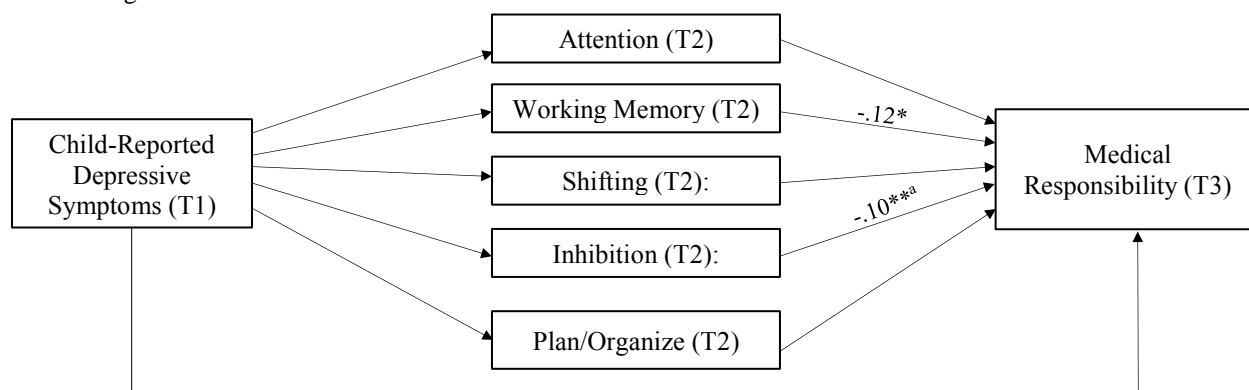 Attention (T2)
Working Memory (T2)
-.12*
Child-Reported
Depressive
Symptoms (T1)
Medical
Responsibility (T3)
Shifting (T2):
-.10**ᵃ
Inhibition (T2):
Plan/Organize (T2)